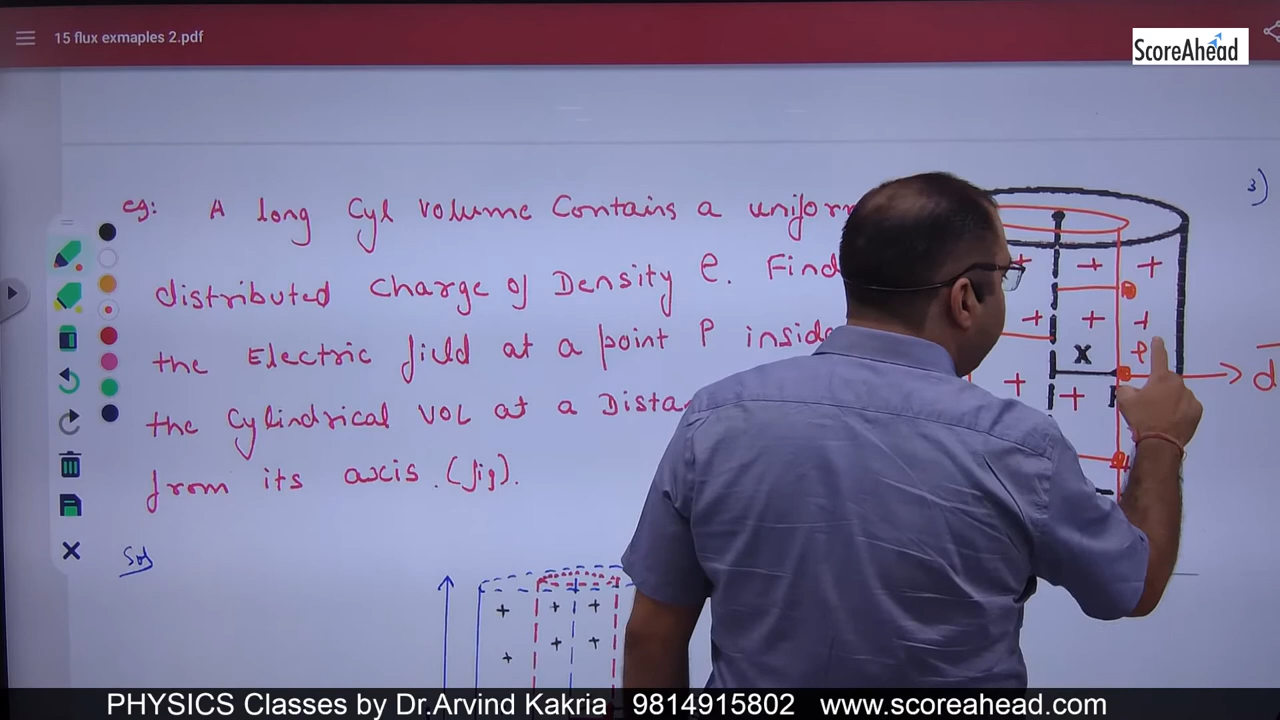 15 flux exmaples 2.pdf
ScoreAhead
3)
eg: A long Cyl volume Contains a uniform
distributed Charge of Density ρ. Find
the Electric field at a point P inside
the Cylindrical VOL at a Dista
from its axis. (fig).
Sol
x
PHYSICS Classes by Dr.Arvind Kakria 9814915802 www.scoreahead.com